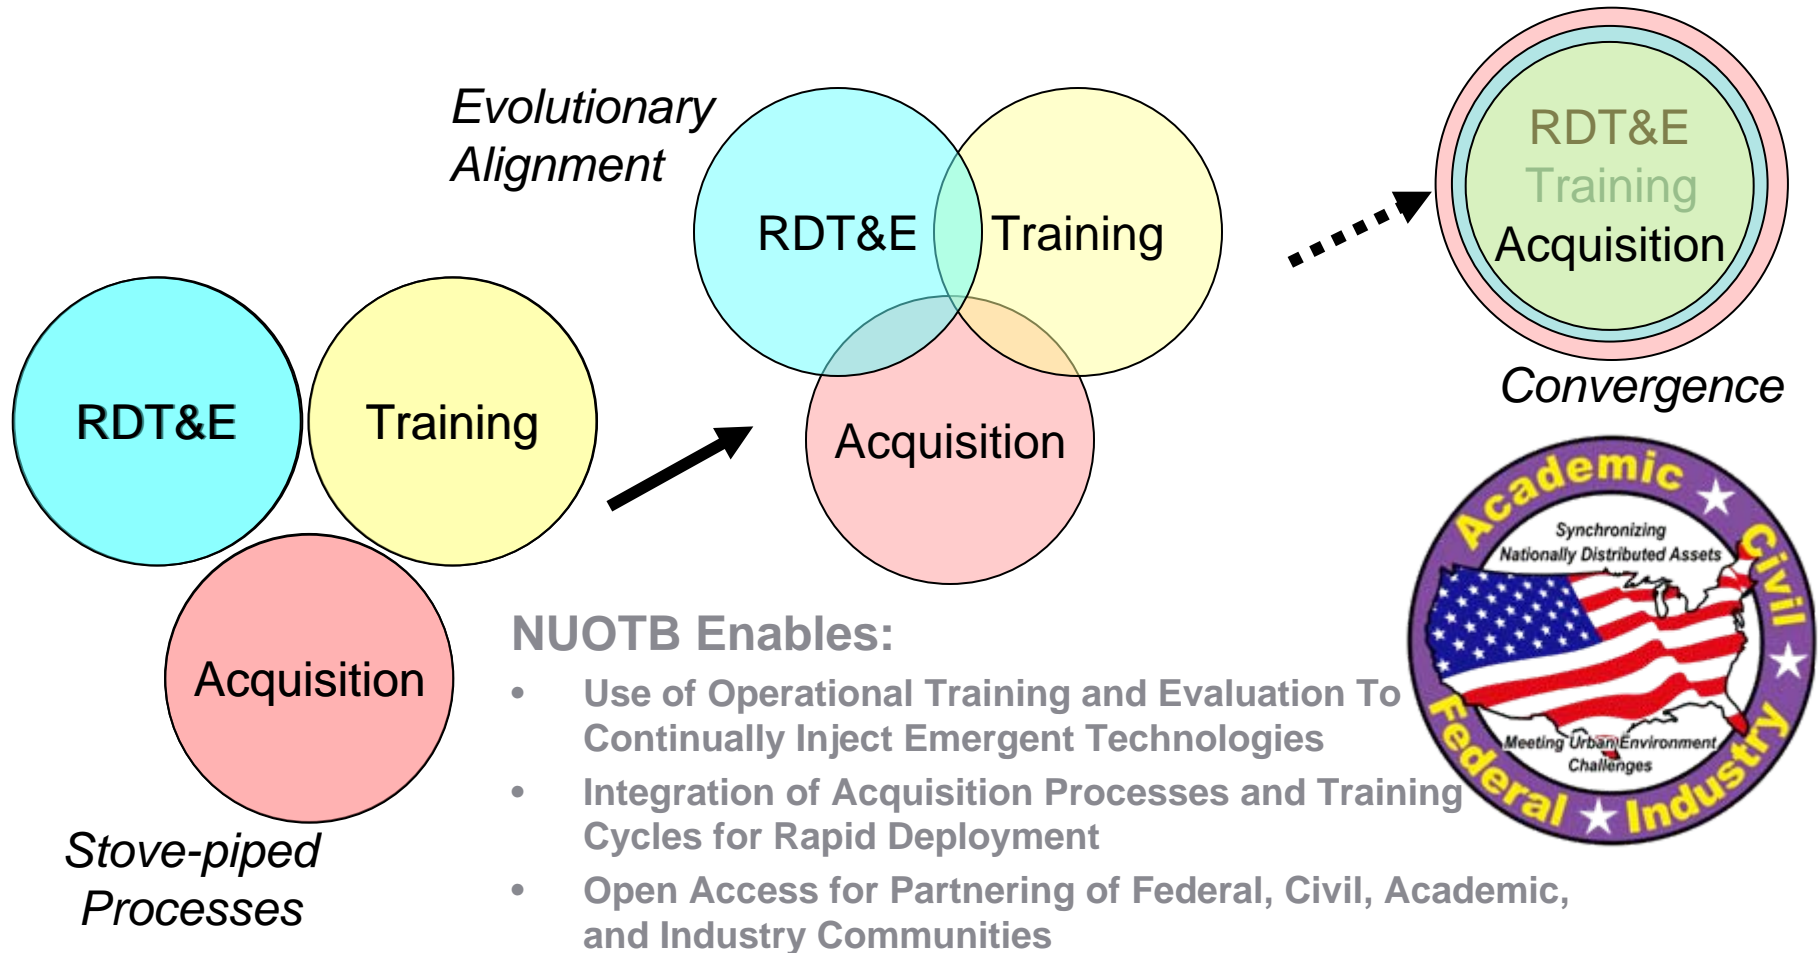 Stove-piped
Processes
RDT&E
Training
Acquisition
Evolutionary
Alignment
RDT&E
Training
Acquisition
RDT&E
Training
Acquisition
Convergence
NUOTB Enables:
• Use of Operational Training and Evaluation To
Continually Inject Emergent Technologies
• Integration of Acquisition Processes and Training
Cycles for Rapid Deployment
• Open Access for Partnering of Federal, Civil, Academic,
and Industry Communities
Academic ★ Civil ★ Industry ★ Federal
Synchronizing
Nationally Distributed Assets
Meeting Urban Environment
Challenges